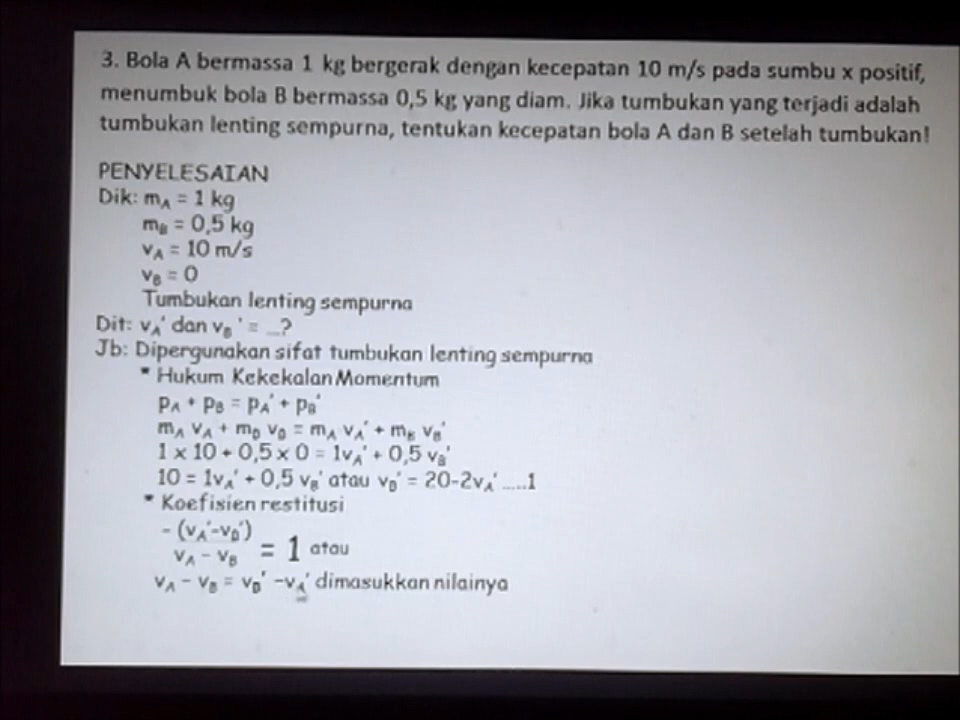 3. Bola A bermassa 1 kg bergerak dengan kecepatan 10 m/s pada sumbu x positif,
menumbuk bola B bermassa 0,5 kg yang diam. Jika tumbukan yang terjadi adalah
tumbukan lenting sempurna, tentukan kecepatan bola A dan B setelah tumbukan!
PENYELESAIAN
Dik: mA = 1 kg
mB = 0,5 kg
vA = 10 m/s
vB = 0
Tumbukan lenting sempurna
Dit: vA' dan vB' = ...?
Jb: Dipergunakan sifat tumbukan lenting sempurna
* Hukum Kekekalan Momentum
pA + pB = pA' + pB'
mA vA + mB vB = mA vA' + mB vB'
1 x 10 + 0,5 x 0 = 1vA' + 0,5 vB'
10 = 1vA' + 0,5 vB' atau vB' = 20-2vA' .....1
* Koefisien restitusi
- (vA'-vB')
vA - vB = 1 atau
vA - vB = vB' -vA' dimasukkan nilainya